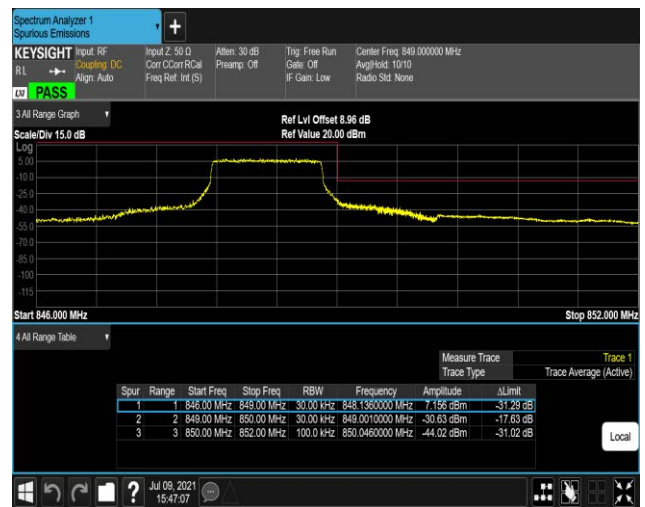 Spectrum Analyzer 1
Spurious Emissions
+
KEYSIGHT Input: RF Input Z: 50 Ω Atten: 30 dB Trig: Free Run Center Freq: 849.000000 MHz
R L Coupling: DC Corr CCorr RCal Preamp: Off Gate: Off Avg|Hold: 10/10
Align: Auto Freq Ref: Int (S) IF Gain: Low Radio Std: None
LXI PASS
3 All Range Graph
Ref Lvl Offset 8.96 dB
Scale/Div 15.0 dB Ref Value 20.00 dBm
Log
5.00
-10.0
-25.0
-40.0
-55.0
-70.0
-85.0
-100
-115
Start 846.000 MHz Stop 852.000 MHz
4 All Range Table
Measure Trace Trace 1
Trace Type Trace Average (Active)
Spur Range Start Freq Stop Freq RBW Frequency Amplitude ΔLimit
1 1 846.00 MHz 849.00 MHz 30.00 kHz 848.1360000 MHz 7.156 dBm -31.29 dB
2 2 849.00 MHz 850.00 MHz 30.00 kHz 849.0010000 MHz -30.63 dBm -17.63 dB
3 3 850.00 MHz 852.00 MHz 100.0 kHz 850.0460000 MHz -44.02 dBm -31.02 dB
Local
? Jul 09, 2021
15:47:07